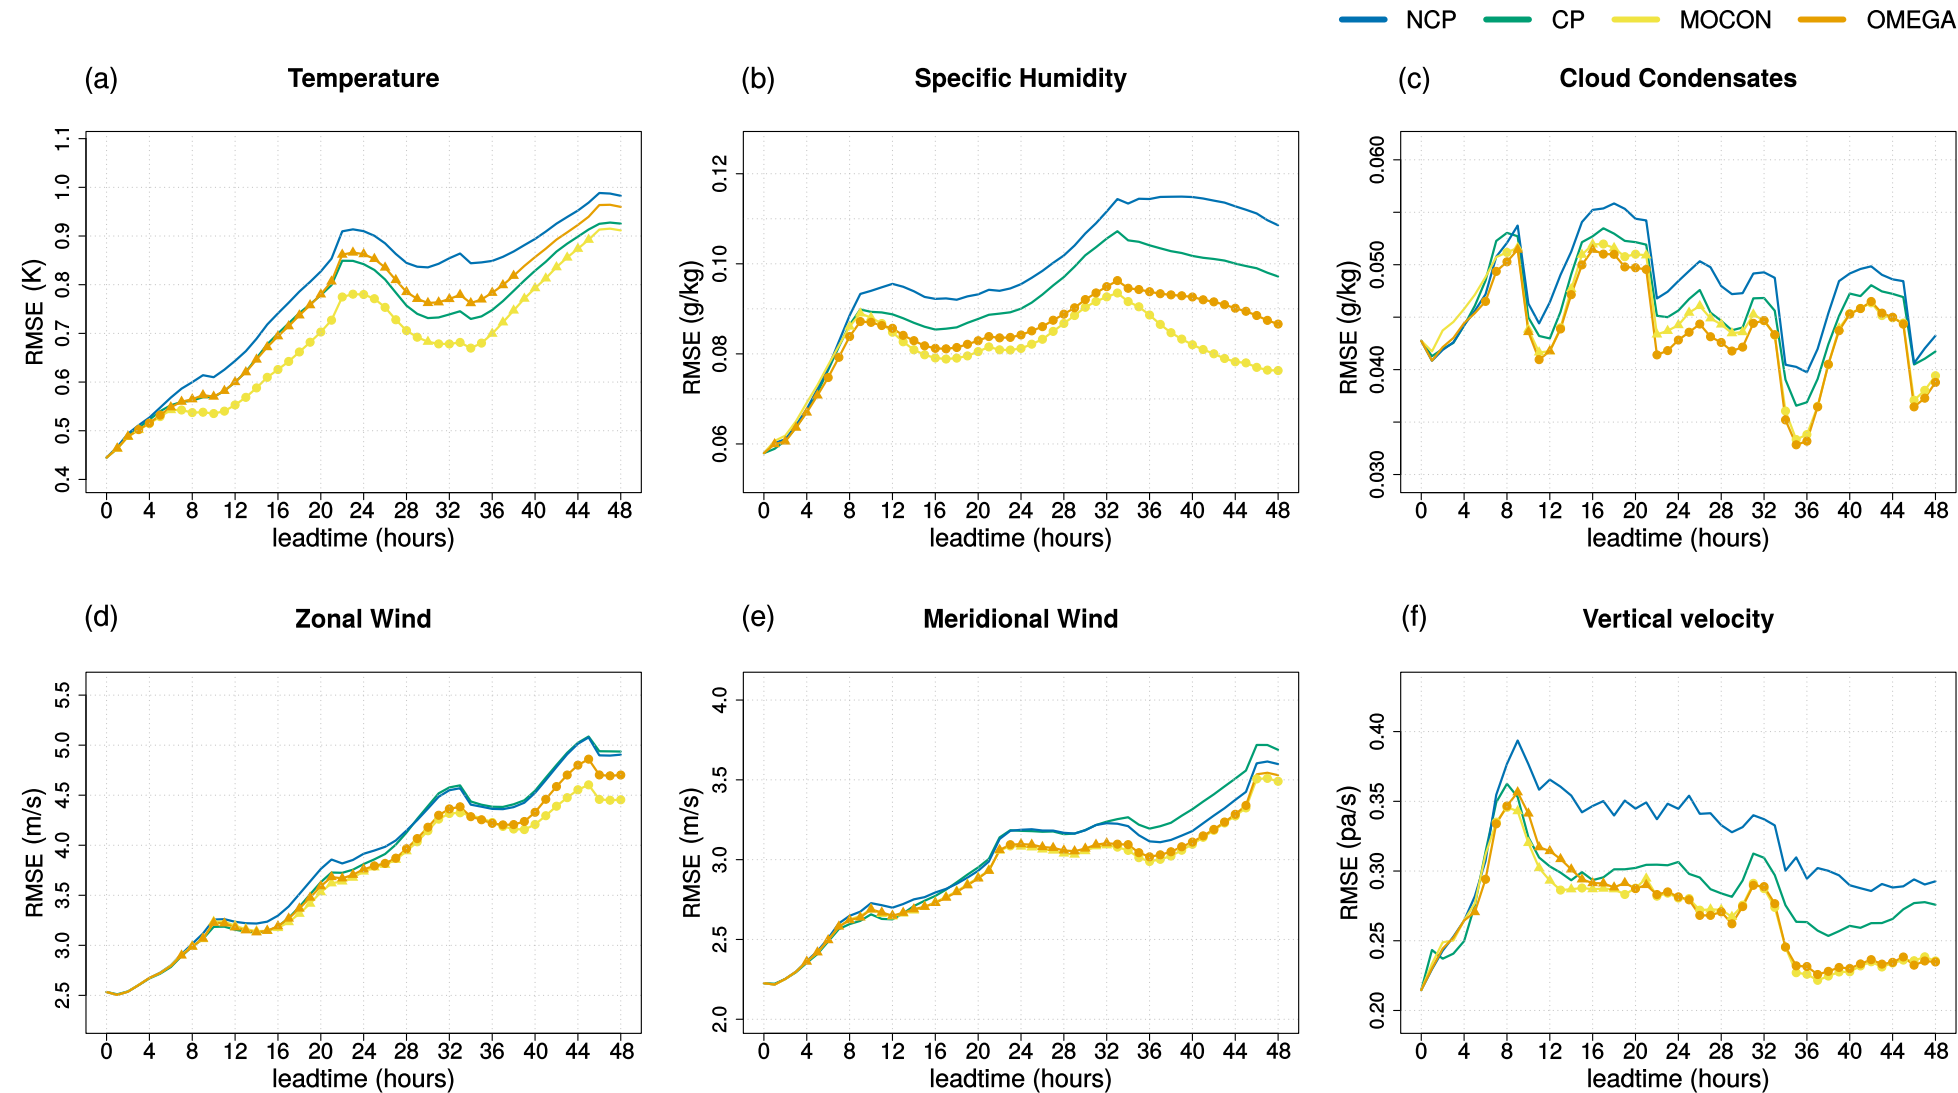 NCP CP MOCON OMEGA
(a) Temperature
(b) Specific Humidity
(c) Cloud Condensates
RMSE (K)
1.1
1.0
0.9
0.8
0.7
0.6
0.5
0.4
0 4 8 12 16 20 24 28 32 36 40 44 48
leadtime (hours)
RMSE (g/kg)
0.12
0.10
0.08
0.06
0 4 8 12 16 20 24 28 32 36 40 44 48
leadtime (hours)
RMSE (g/kg)
0.060
0.050
0.040
0.030
0 4 8 12 16 20 24 28 32 36 40 44 48
leadtime (hours)
(d) Zonal Wind
(e) Meridional Wind
(f) Vertical velocity
RMSE (m/s)
5.5
5.0
4.5
4.0
3.5
3.0
2.5
0 4 8 12 16 20 24 28 32 36 40 44 48
leadtime (hours)
RMSE (m/s)
4.0
3.5
3.0
2.5
2.0
0 4 8 12 16 20 24 28 32 36 40 44 48
leadtime (hours)
RMSE (pa/s)
0.40
0.35
0.30
0.25
0.20
0 4 8 12 16 20 24 28 32 36 40 44 48
leadtime (hours)